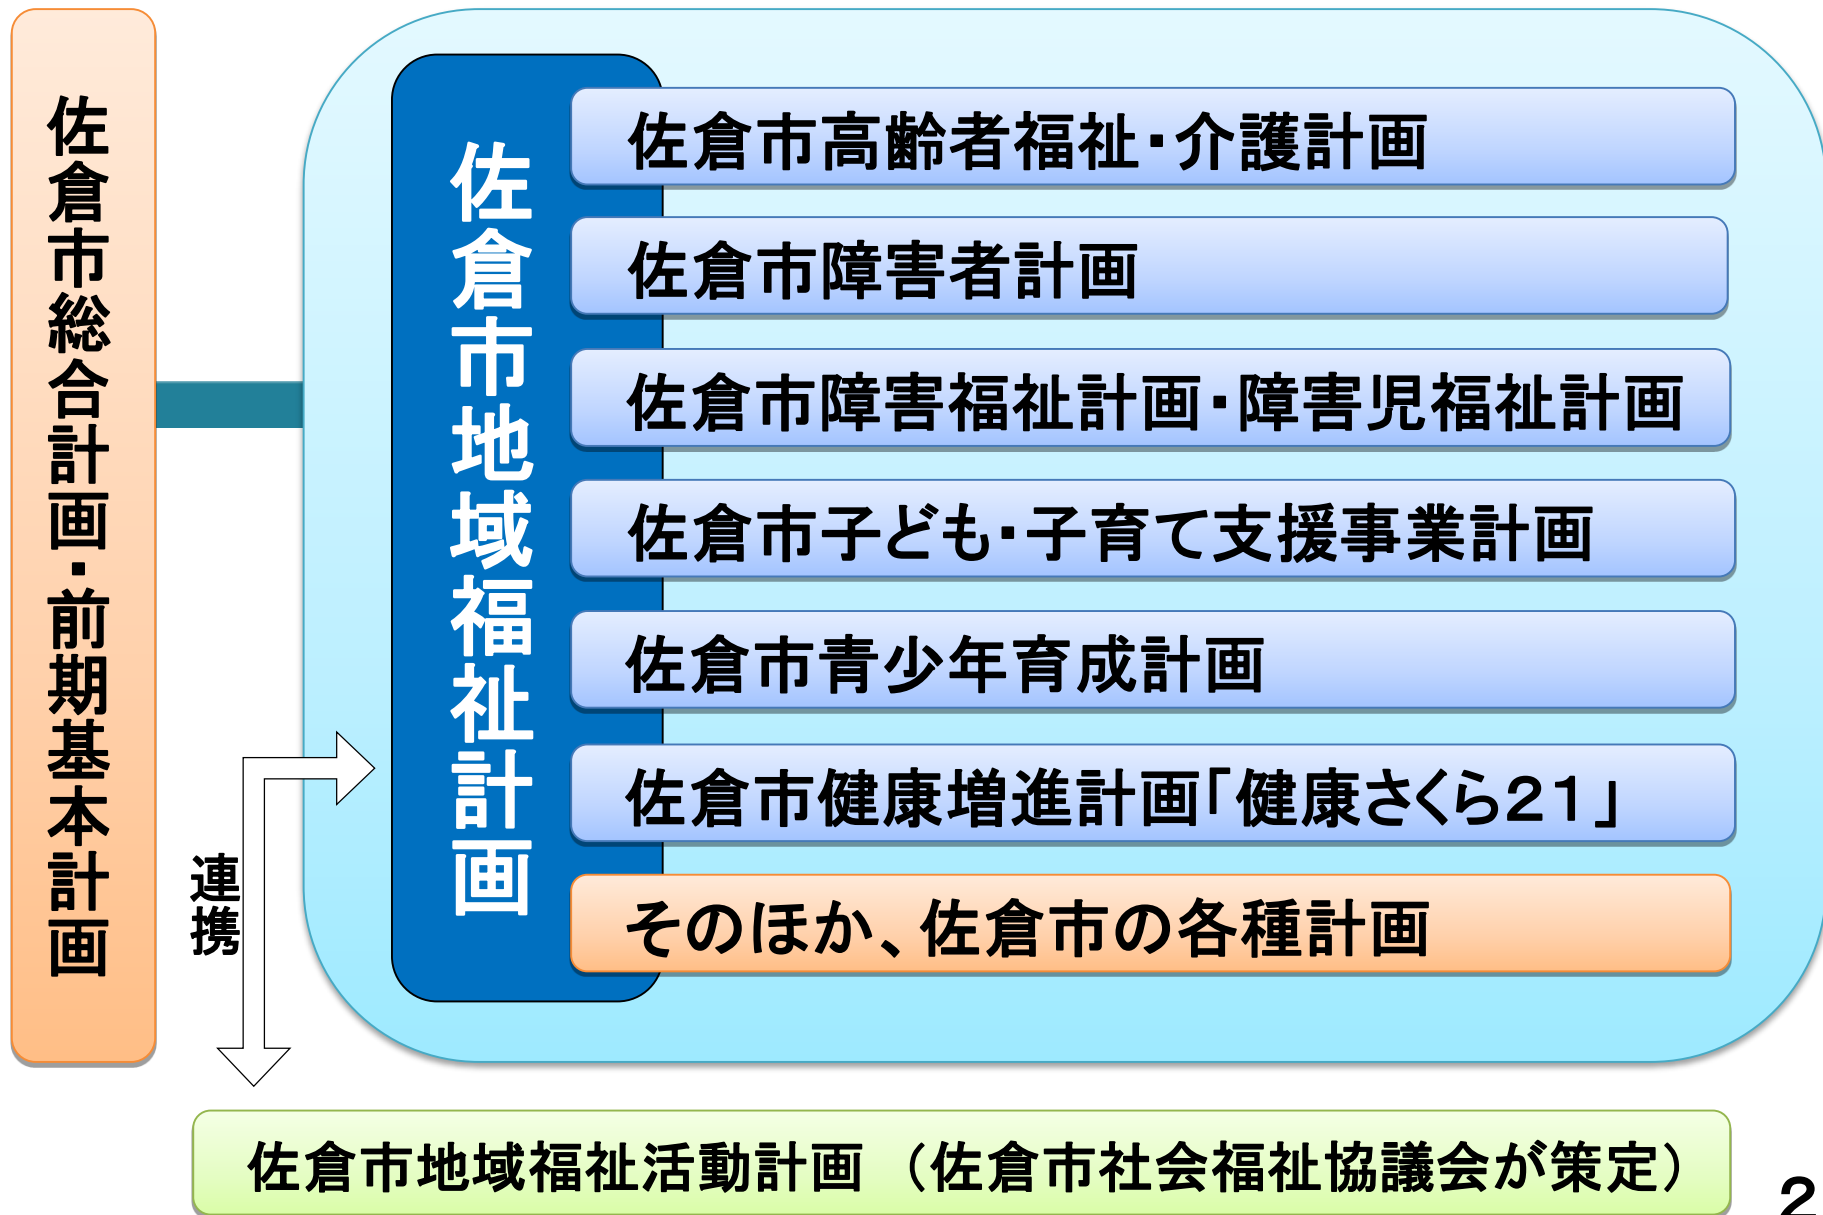 佐倉市総合計画・前期基本計画
佐倉市地域福祉計画
佐倉市高齢者福祉・介護計画
佐倉市障害者計画
佐倉市障害福祉計画・障害児福祉計画
佐倉市子ども・子育て支援事業計画
佐倉市青少年育成計画
佐倉市健康増進計画「健康さくら２１」
そのほか、佐倉市の各種計画
連携
佐倉市地域福祉活動計画 （佐倉市社会福祉協議会が策定）
2